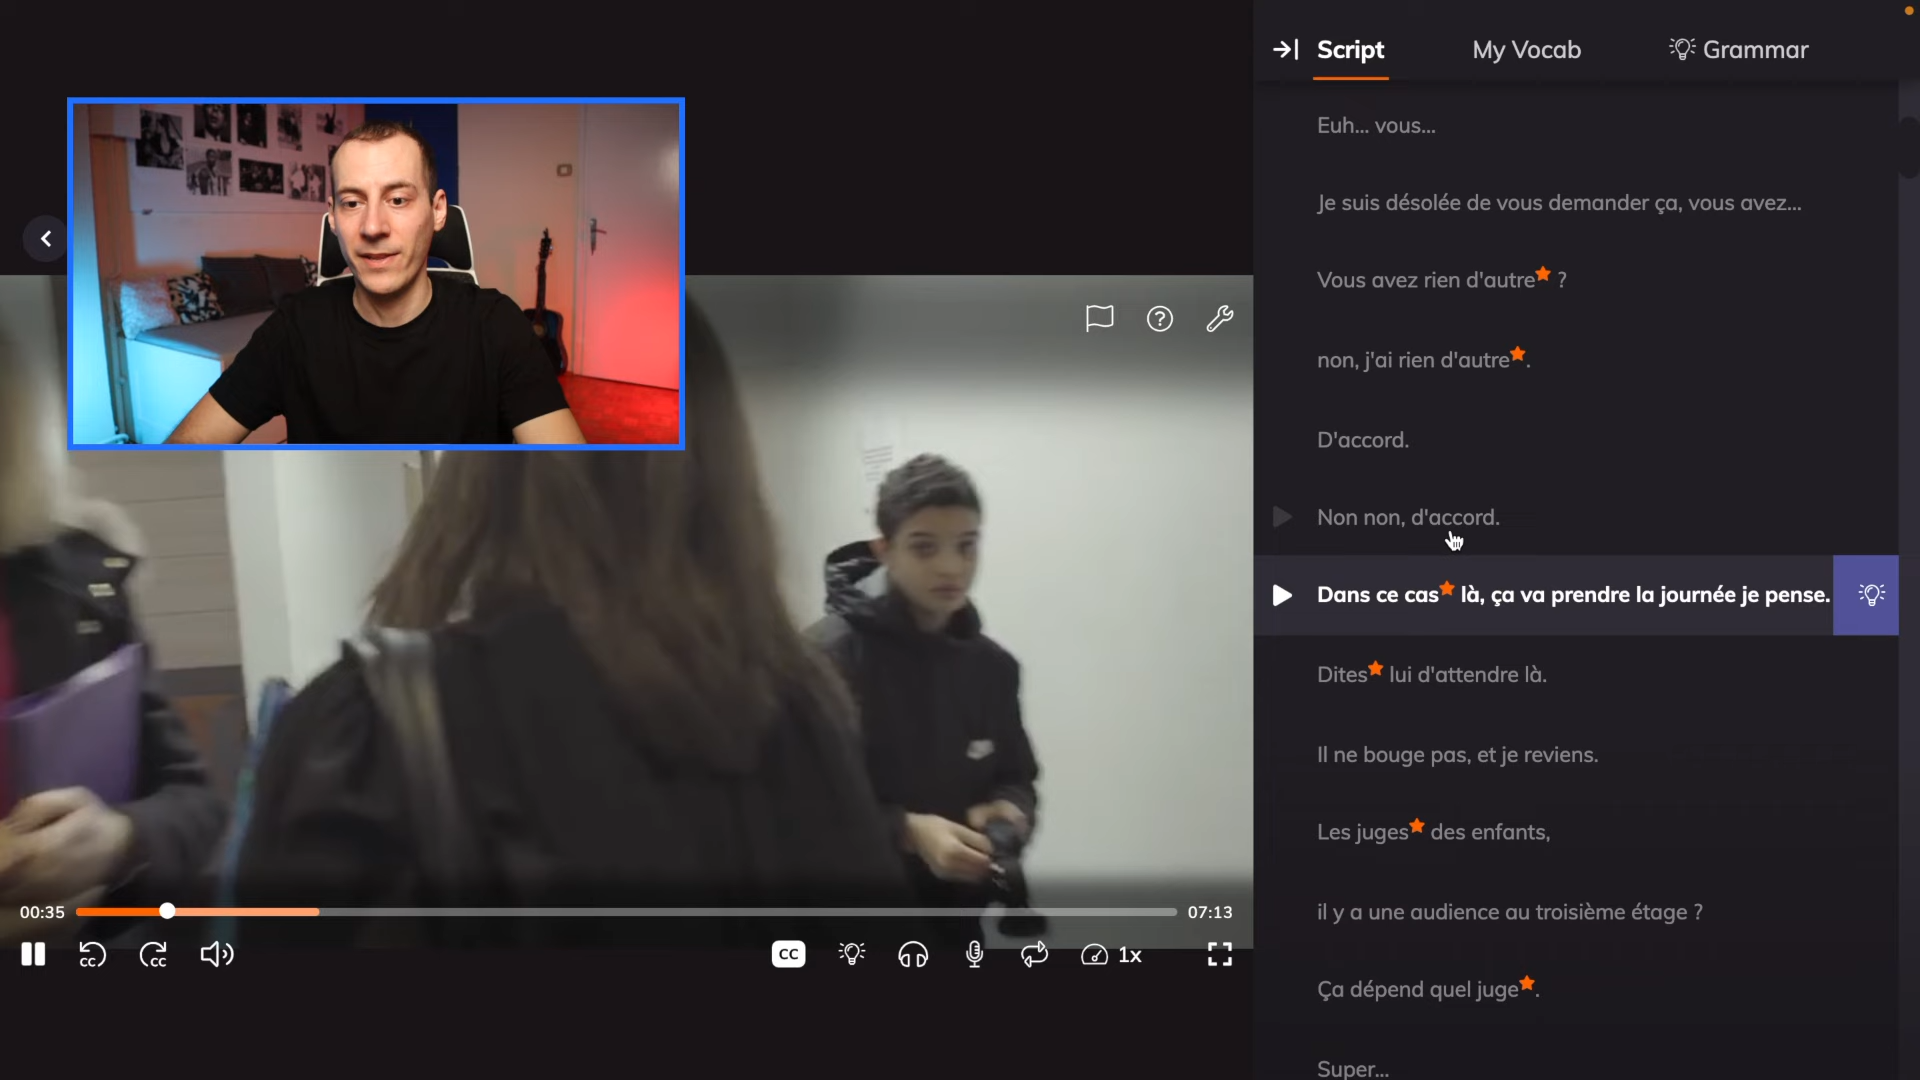 Script
My Vocab
Grammar
Euh... vous...
Je suis désolée de vous demander ça, vous avez...
Vous avez rien d'autre ?
non, j'ai rien d'autre.
D'accord.
Non non, d'accord.
Dans ce cas là, ça va prendre la journée je pense.
Dites lui d'attendre là.
Il ne bouge pas, et je reviens.
Les juges des enfants,
il y a une audience au troisième étage ?
Ça dépend quel juge.
Super...
00:35
07:13
CC
CC
CC
1x